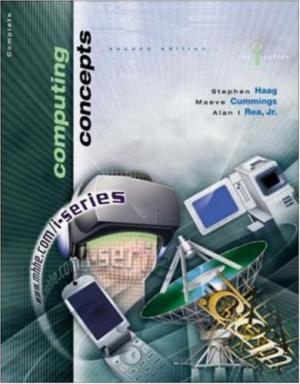 Complete
computing
concepts
second edition
the i series
Stephen Haag
Maeve Cummings
Alan I Rea, Jr.
www.mhhe.com/i-series